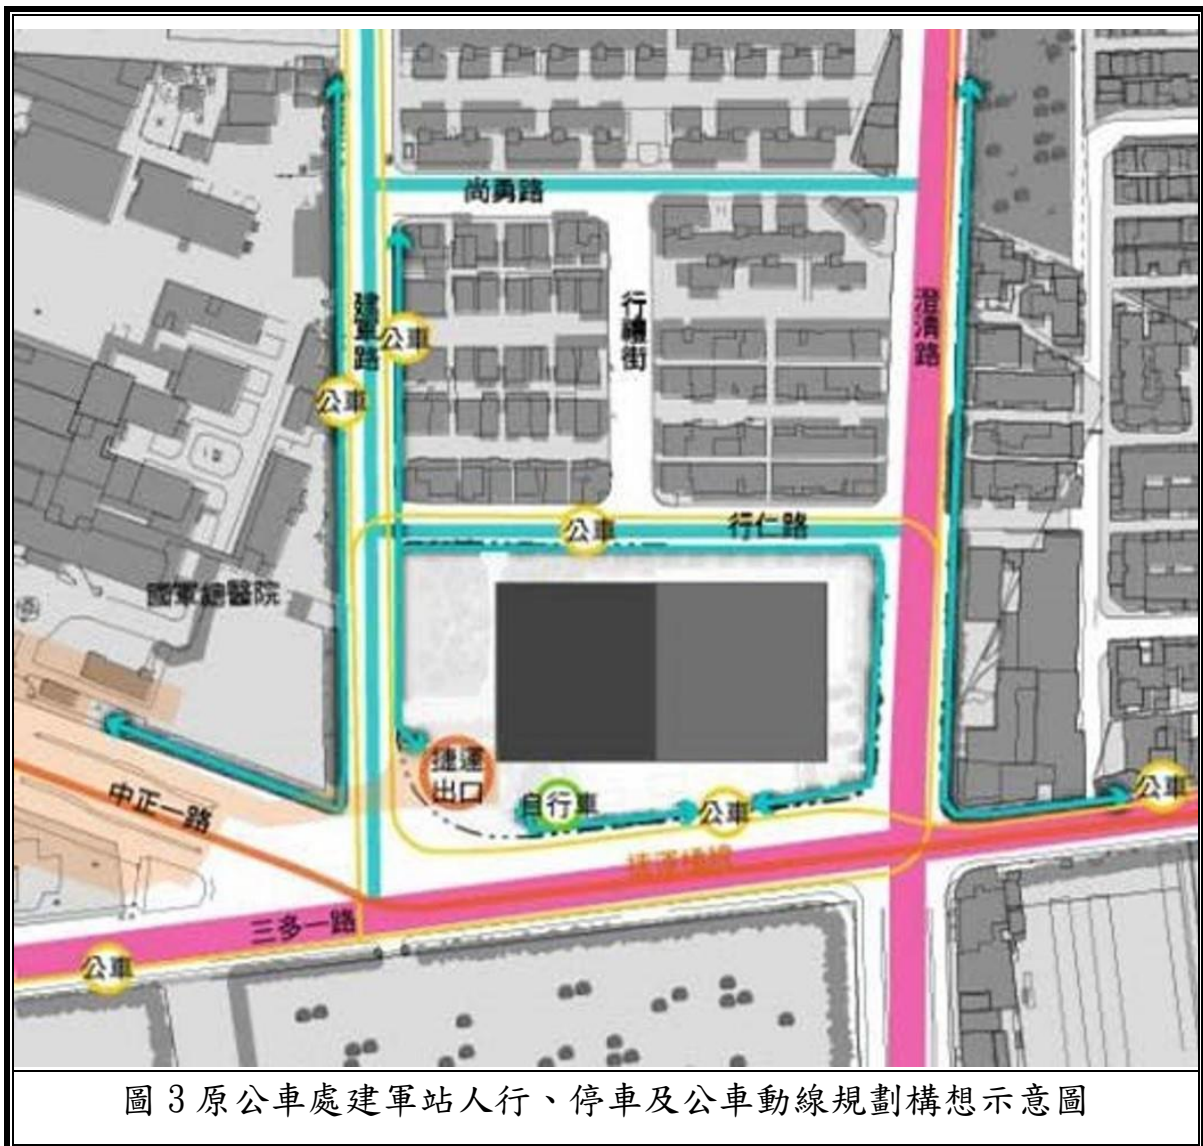 尚勇路
建軍路
行禮街
澄清路
公車
公車
公車
行仁路
國軍總醫院
捷運
出口
自行車
公車
公車
中正一路
捷運橘線
三多一路
公車
圖 3 原公車處建軍站人行、停車及公車動線規劃構想示意圖